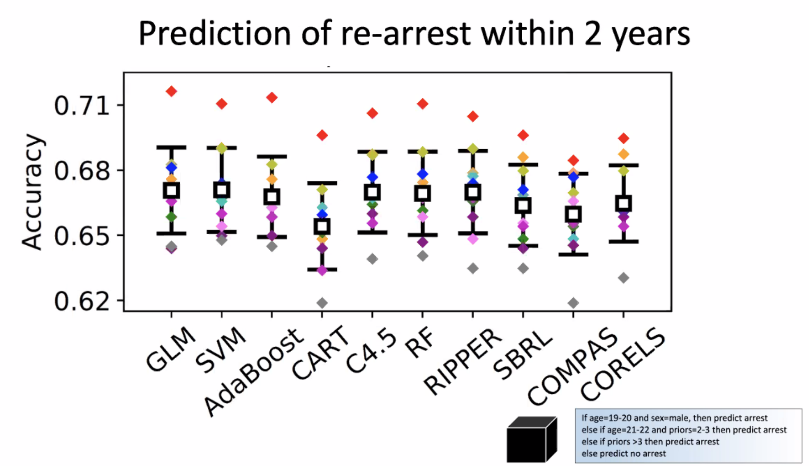 Prediction of re-arrest within 2 years
Accuracy
0.71
0.68
0.65
0.62
GLM
SVM
AdaBoost
CART
C4.5
RF
RIPPER
SBRL
COMPAS
CORELS
If age=19-20 and sex=male, then predict arrest
else if age=21-22 and priors=2-3 then predict arrest
else if priors >3 then predict arrest
else predict no arrest